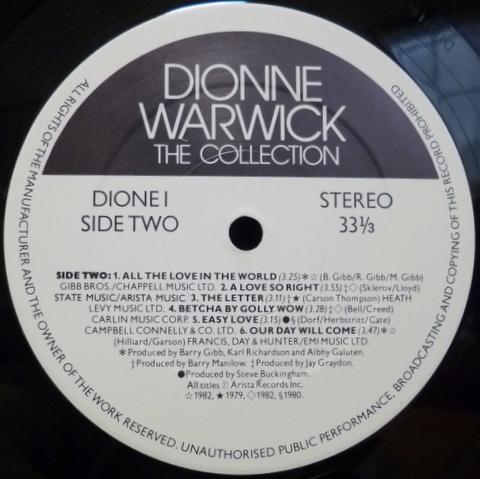 DIONNE
WARWICK
THE COLLECTION
DIONE I
SIDE TWO
STEREO
33⅓
SIDE TWO: 1. ALL THE LOVE IN THE WORLD (3.25)*☆ (B. Gibb/R. Gibb/M. Gibb)
GIBB BROS./CHAPPELL MUSIC LTD. 2. A LOVE SO RIGHT (3.55)‡◇ (Sklerov/Lloyd)
STATE MUSIC/ARISTA MUSIC 3. THE LETTER (3.11)†★ (Carson Thompson) HEATH
LEVY MUSIC LTD. 4. BETCHA BY GOLLY WOW (3.28)‡◇ (Bell/Creed)
CARLIN MUSIC CORP. 5. EASY LOVE (3.15)●§ (Dorf/Herbstritt/Cate)
CAMPBELL CONNELLY & CO. LTD. 6. OUR DAY WILL COME (3.47)*☆
(Hilliard/Garson) FRANCIS, DAY & HUNTER/EMI MUSIC LTD.
*Produced by Barry Gibb, Karl Richardson and Albhy Galuten.
†Produced by Barry Manilow. ‡Produced by Jay Graydon.
●Produced by Steve Buckingham.
All titles ℗ Arista Records Inc.
☆1982, ★1979, ◇1982, §1980.
ALL RIGHTS OF THE MANUFACTURER AND THE OWNER OF THE WORK RESERVED. UNAUTHORISED PUBLIC PERFORMANCE, BROADCASTING AND COPYING OF THIS RECORD PROHIBITED